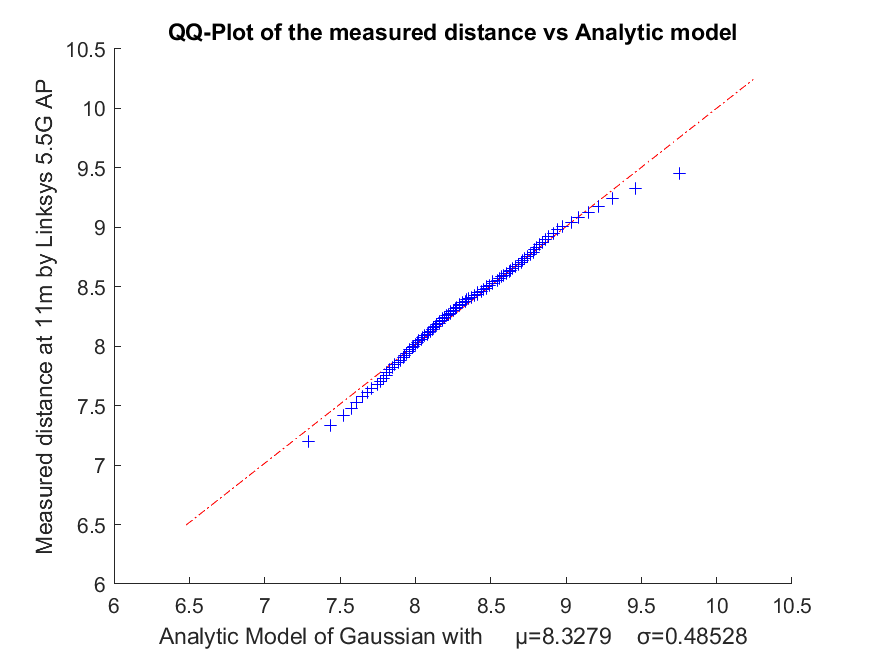 QQ-Plot of the measured distance vs Analytic model
Measured distance at 11m by Linksys 5.5G AP
10.5
10
9.5
9
8.5
8
7.5
7
6.5
6
6 6.5 7 7.5 8 8.5 9 9.5 10 10.5
Analytic Model of Gaussian with μ=8.3279 σ=0.48528